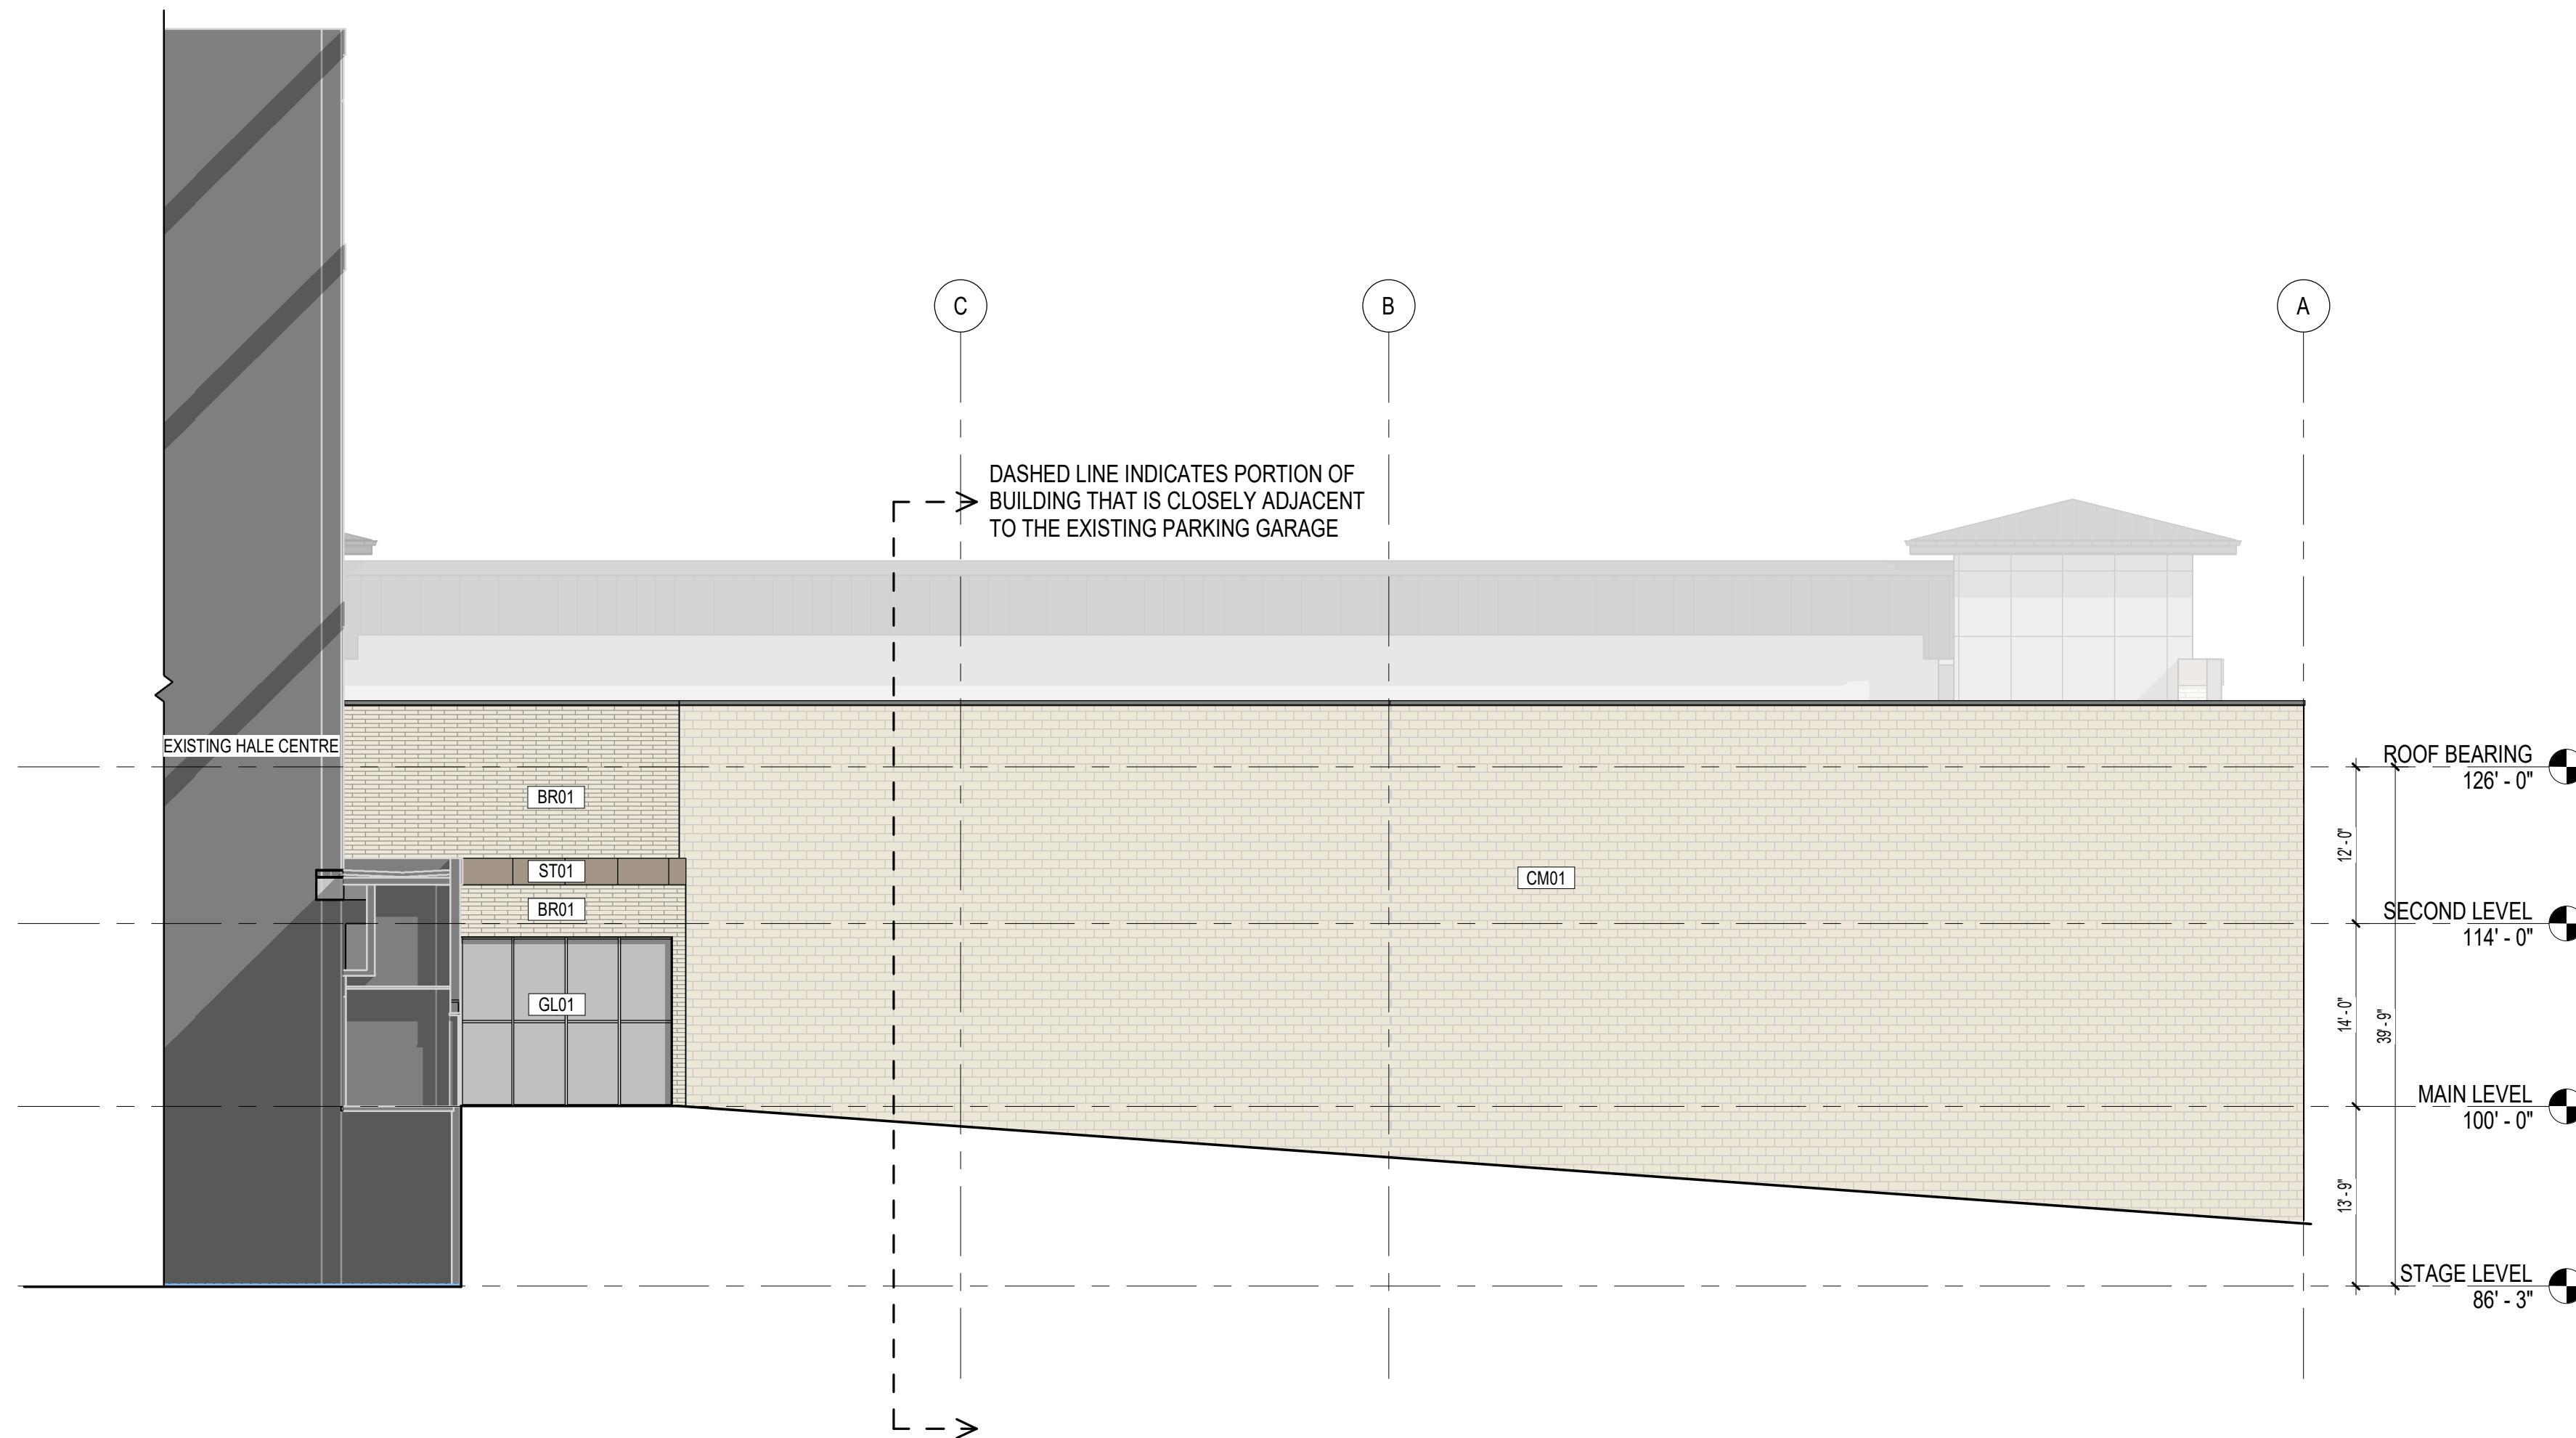 C
B
A
DASHED LINE INDICATES PORTION OF
BUILDING THAT IS CLOSELY ADJACENT
TO THE EXISTING PARKING GARAGE
EXISTING HALE CENTRE
BR01
ST01
BR01
GL01
CM01
ROOF BEARING
126' - 0"
12' - 0"
SECOND LEVEL
114' - 0"
14' - 0"
39' - 9"
MAIN LEVEL
100' - 0"
13' - 9"
STAGE LEVEL
86' - 3"